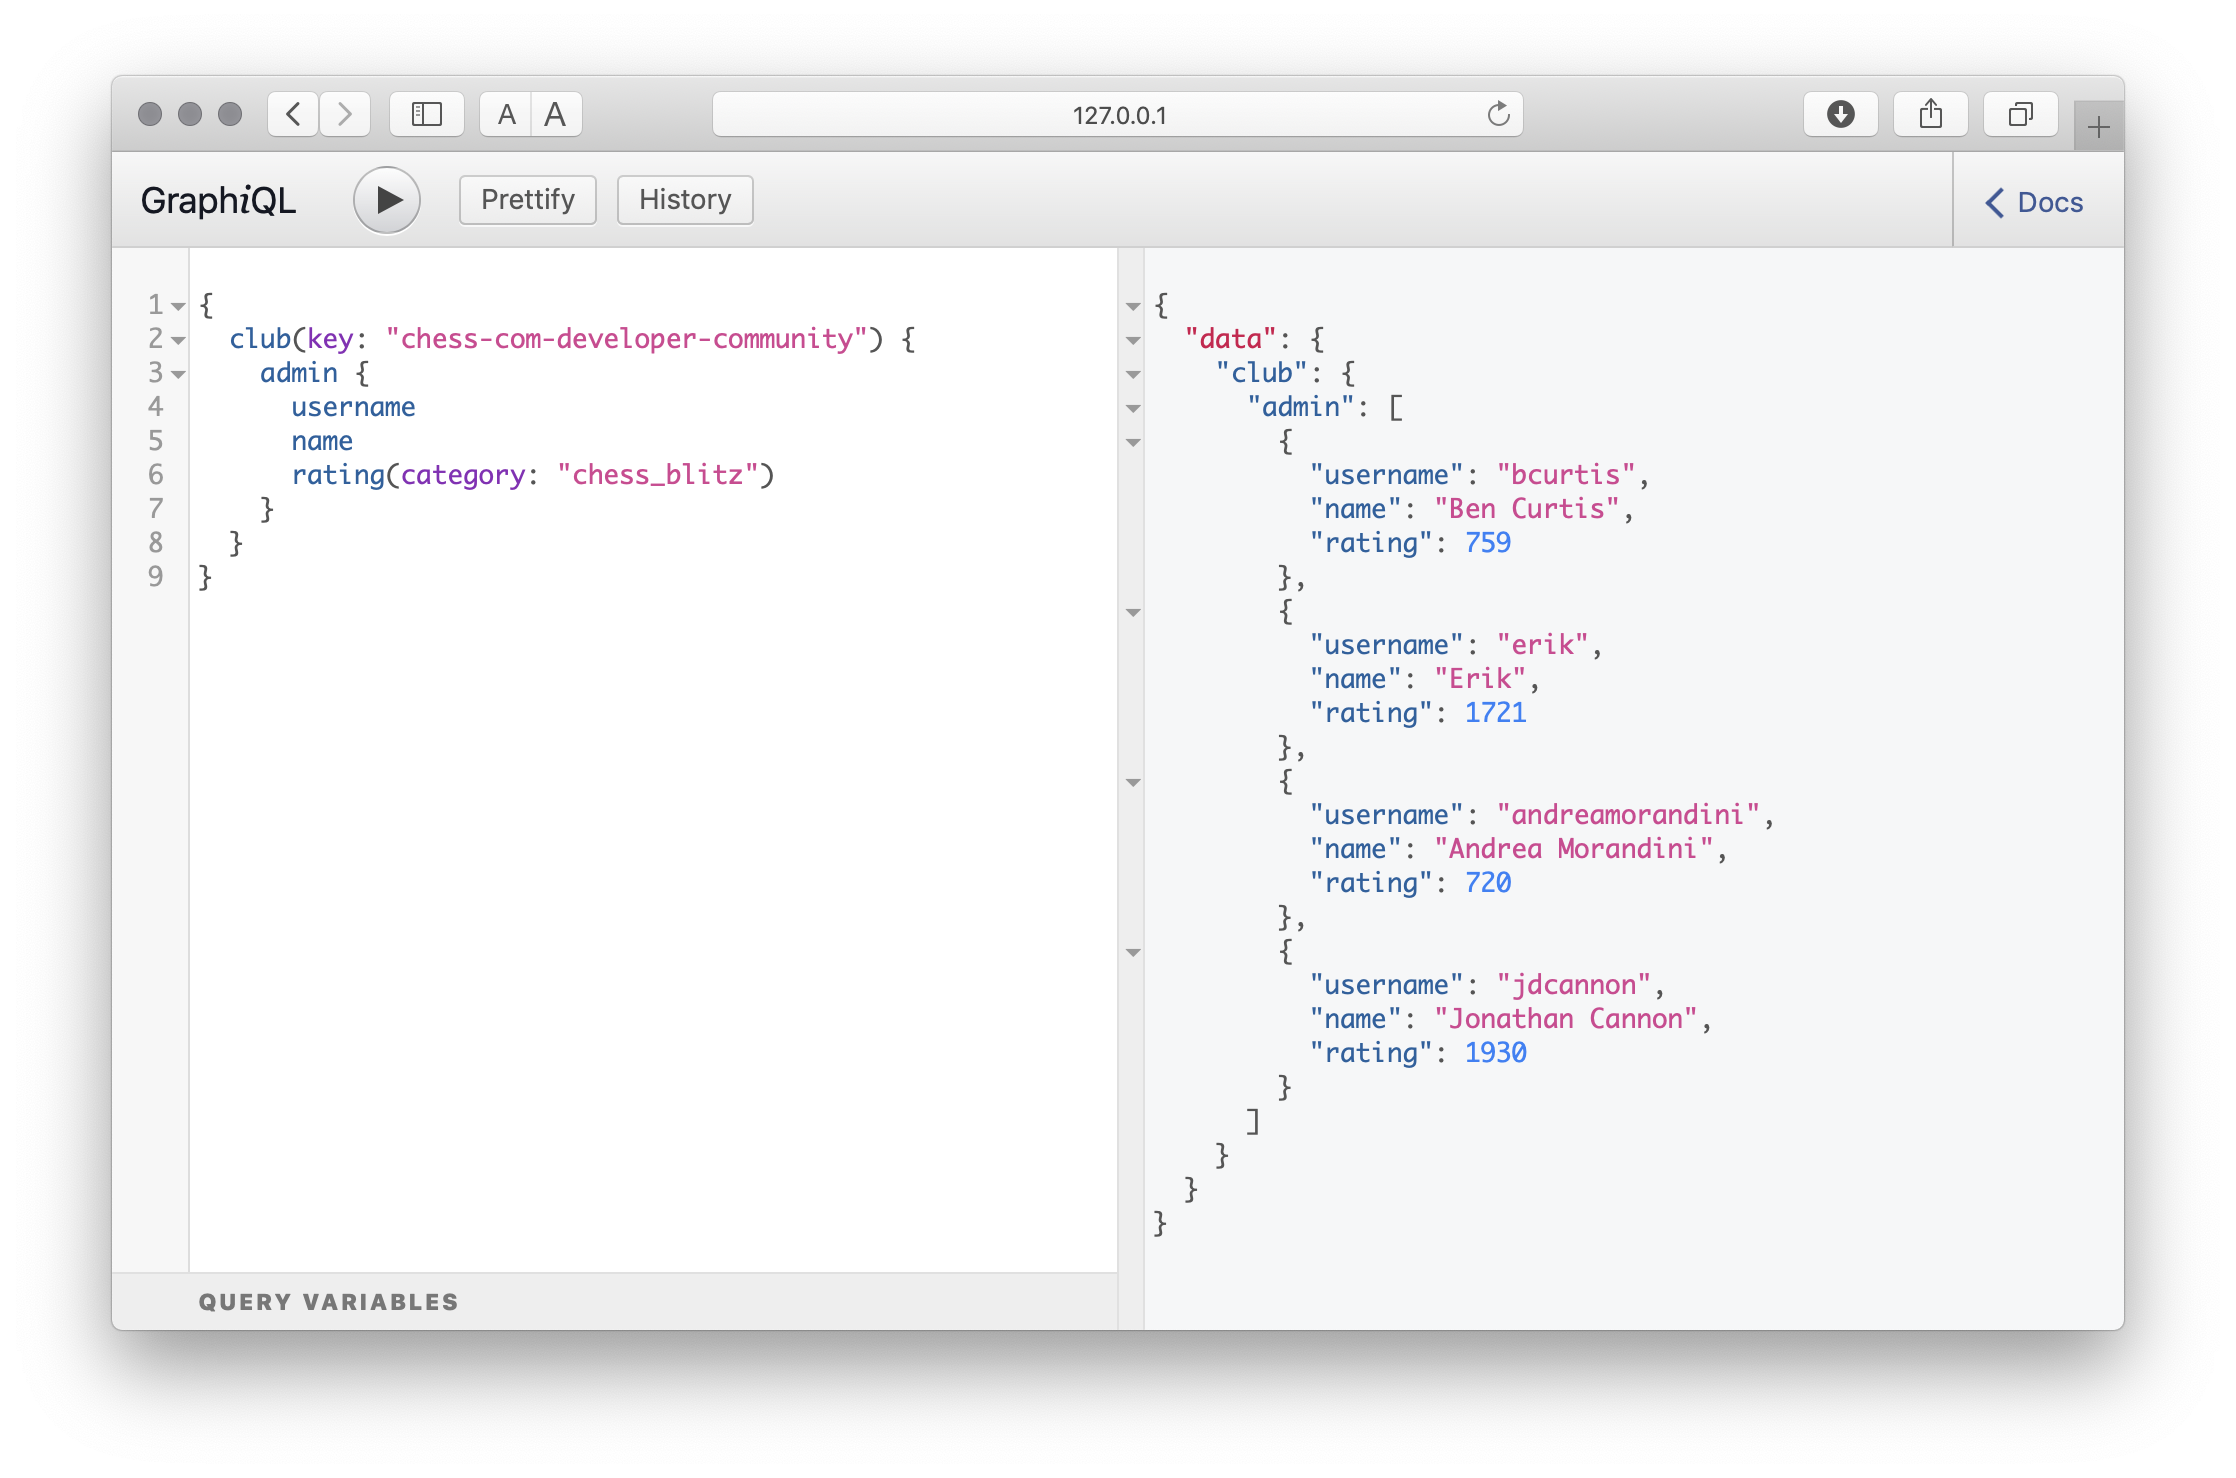 A A
127.0.0.1
GraphiQL
Prettify
History
Docs
1 {
2   club(key: "chess-com-developer-community") {
3     admin {
4       username
5       name
6       rating(category: "chess_blitz")
7     }
8   }
9 }
QUERY VARIABLES
{
  "data": {
    "club": {
      "admin": [
        {
          "username": "bcurtis",
          "name": "Ben Curtis",
          "rating": 759
        },
        {
          "username": "erik",
          "name": "Erik",
          "rating": 1721
        },
        {
          "username": "andreamorandini",
          "name": "Andrea Morandini",
          "rating": 720
        },
        {
          "username": "jdcannon",
          "name": "Jonathan Cannon",
          "rating": 1930
        }
      ]
    }
  }
}